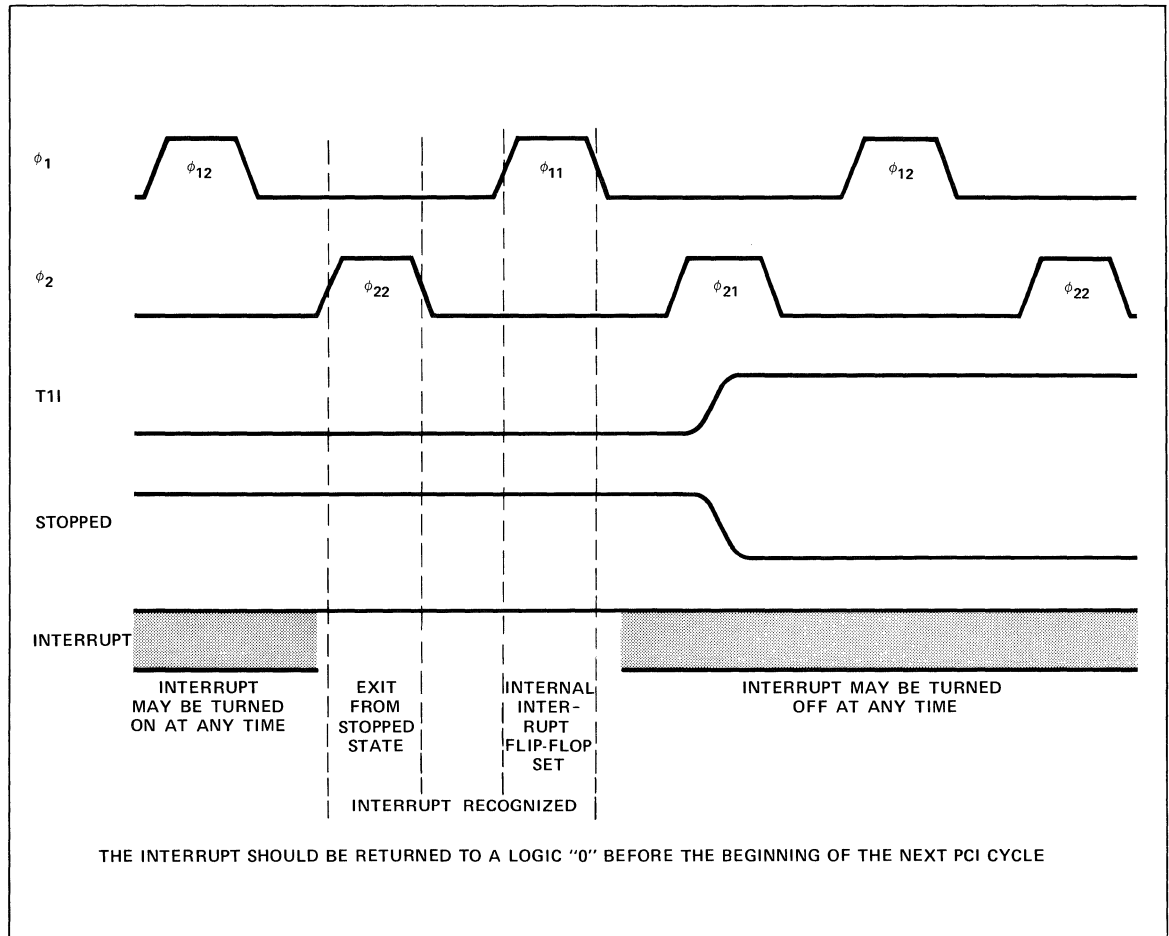 ϕ1
ϕ12
ϕ11
ϕ12
ϕ2
ϕ22
ϕ21
ϕ22
T1I
STOPPED
INTERRUPT
INTERRUPT
MAY BE TURNED
ON AT ANY TIME
EXIT
FROM
STOPPED
STATE
INTERNAL
INTER-
RUPT
FLIP-FLOP
SET
INTERRUPT MAY BE TURNED
OFF AT ANY TIME
INTERRUPT RECOGNIZED
THE INTERRUPT SHOULD BE RETURNED TO A LOGIC "0" BEFORE THE BEGINNING OF THE NEXT PCI CYCLE